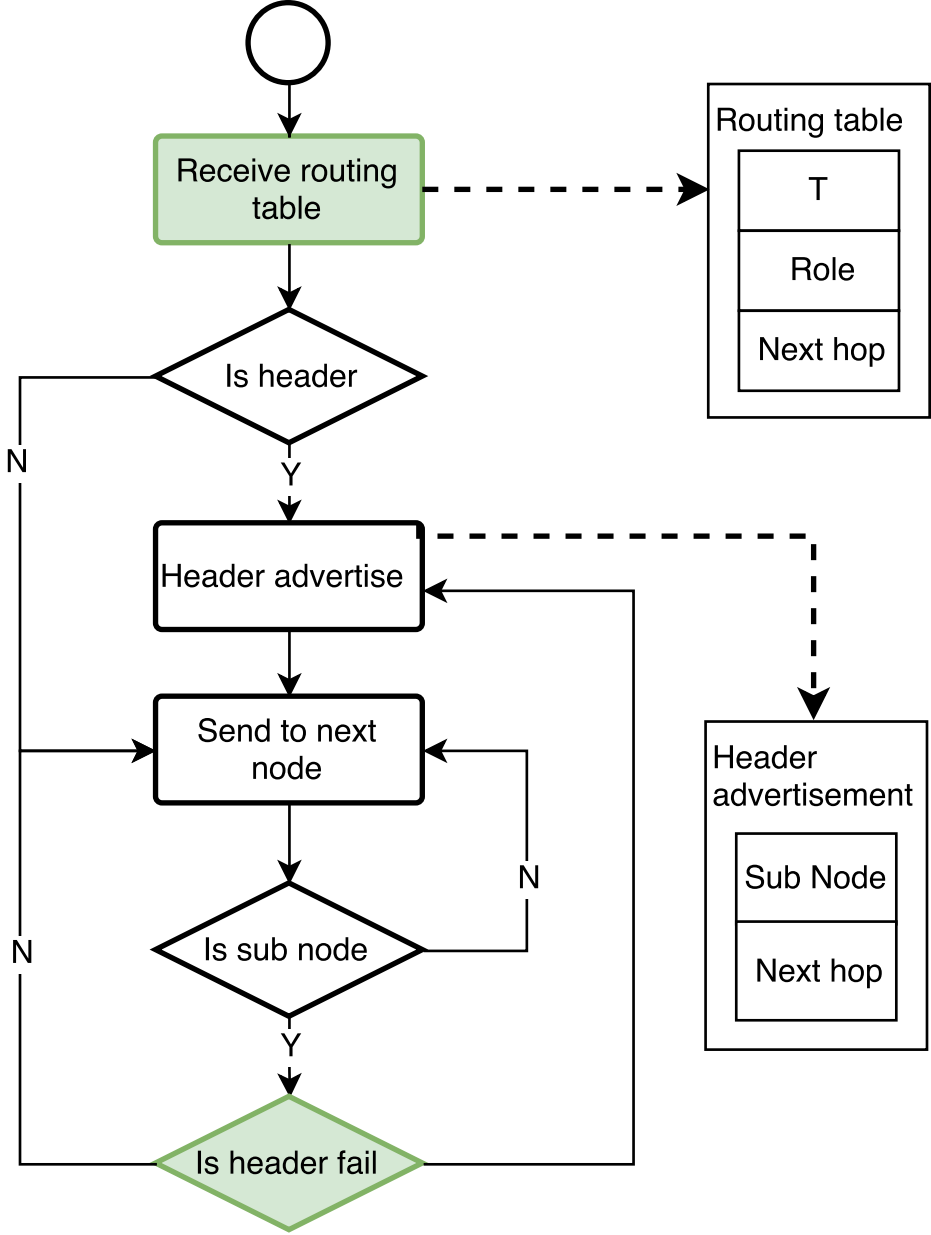 Receive routing
table
Routing table
T
Role
Next hop
Is header
N
Y
Header advertise
Send to next
node
Header
advertisement
Sub Node
Next hop
N
Is sub node
N
Y
Is header fail